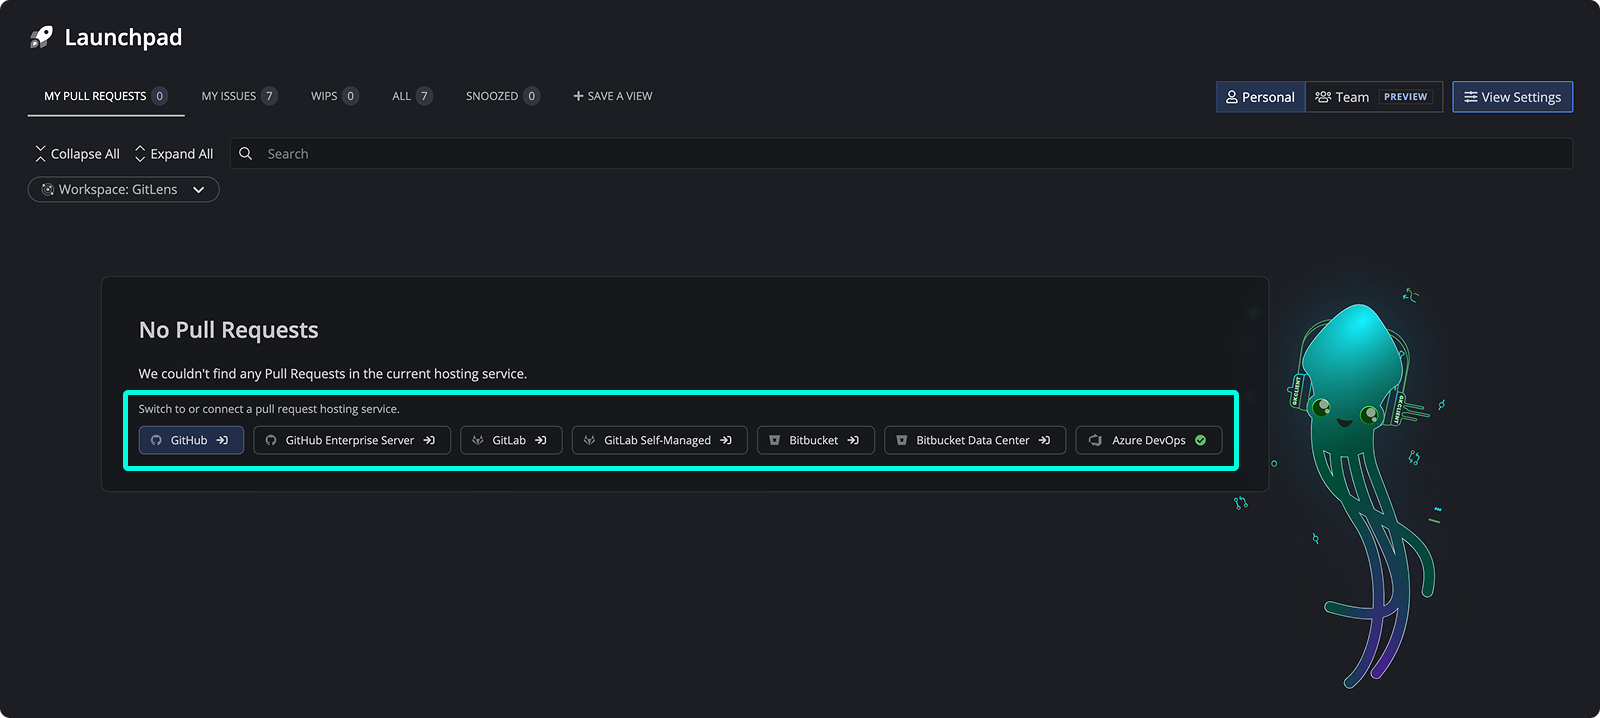 Launchpad
MY PULL REQUESTS 0 MY ISSUES 7 WIPS 0 ALL 7 SNOOZED 0 + SAVE A VIEW
Personal Team PREVIEW View Settings
Collapse All Expand All Search
Workspace: GitLens
No Pull Requests
We couldn't find any Pull Requests in the current hosting service.
Switch to or connect a pull request hosting service.
GitHub GitHub Enterprise Server GitLab GitLab Self-Managed Bitbucket Bitbucket Data Center Azure DevOps
GKCLIENT
GKCLIENT